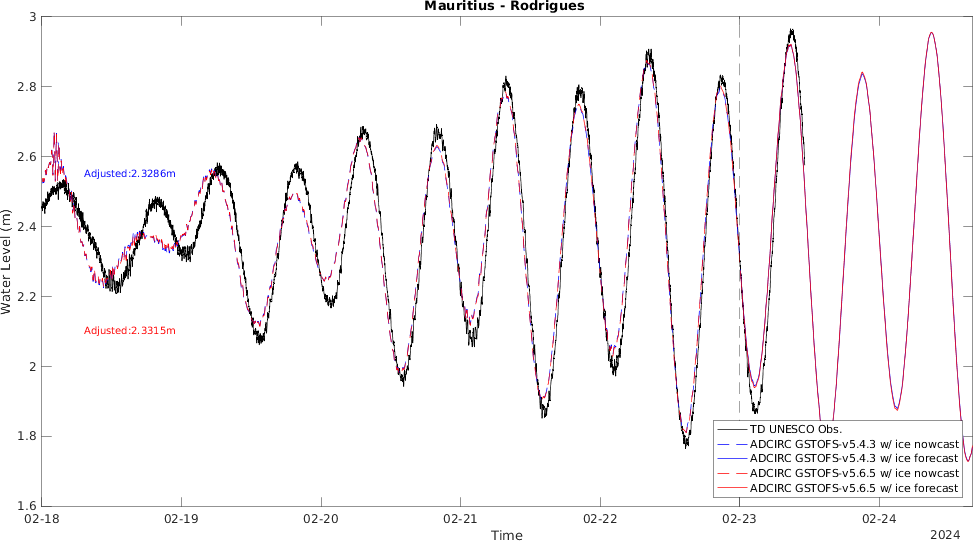 Mauritius - Rodrigues
3
2.8
2.6
2.4
2.2
2
1.8
1.6
Water Level (m)
Adjusted:2.3286m
Adjusted:2.3315m
TD UNESCO Obs.
ADCIRC GSTOFS-v5.4.3 w/ ice nowcast
ADCIRC GSTOFS-v5.4.3 w/ ice forecast
ADCIRC GSTOFS-v5.6.5 w/ ice nowcast
ADCIRC GSTOFS-v5.6.5 w/ ice forecast
02-18 02-19 02-20 02-21 02-22 02-23 02-24
Time
2024